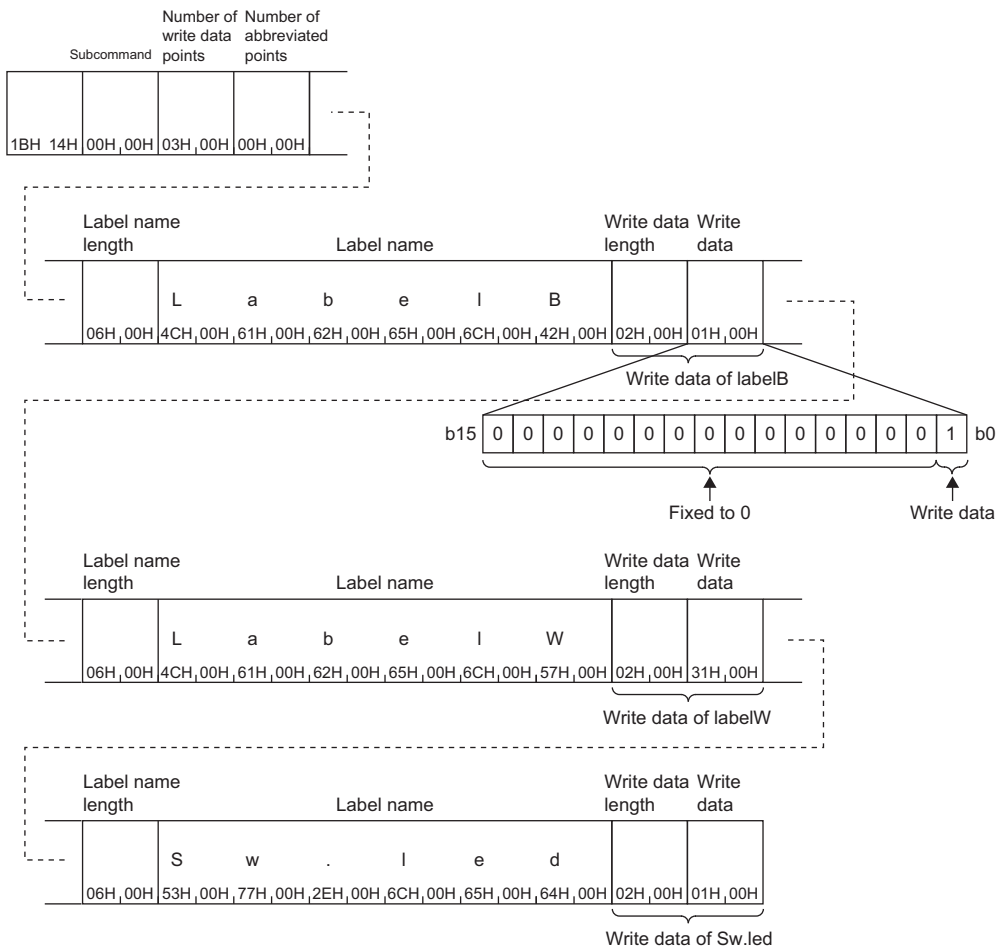 Number of Number of
write data abbreviated
Subcommand points points
1BH 14H 00H 00H 03H 00H 00H 00H
Label name Write data Write
length Label name length data
L a b e l B
06H 00H 4CH 00H 61H 00H 62H 00H 65H 00H 6CH 00H 42H 00H 02H 00H 01H 00H
Write data of labelB
b15 0 0 0 0 0 0 0 0 0 0 0 0 0 0 0 1 b0
Fixed to 0 Write data
Label name Write data Write
length Label name length data
L a b e l W
06H 00H 4CH 00H 61H 00H 62H 00H 65H 00H 6CH 00H 57H 00H 02H 00H 31H 00H
Write data of labelW
Label name Write data Write
length Label name length data
S w . l e d
06H 00H 53H 00H 77H 00H 2EH 00H 6CH 00H 65H 00H 64H 00H 02H 00H 01H 00H
Write data of Sw.led